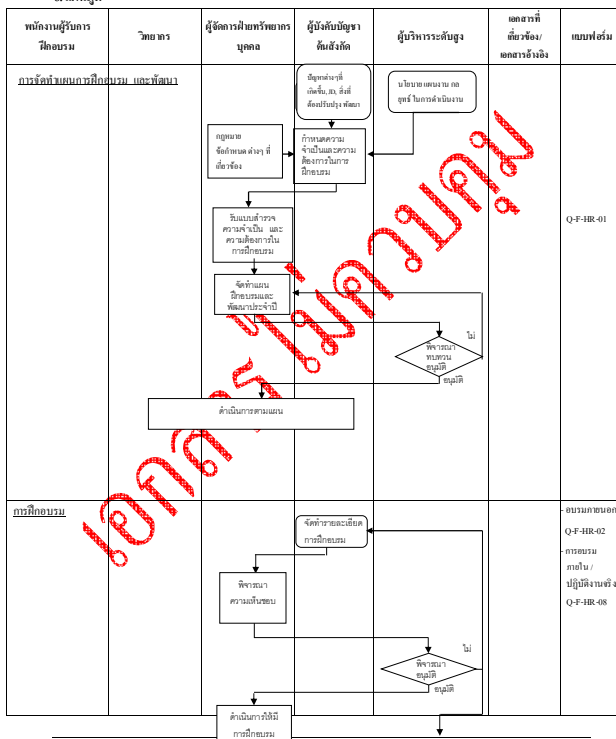 พนักงานผู้รับการ
ฝึกอบรม
วิทยากร
ผู้จัดการฝ่ายทรัพยากร
บุคคล
ผู้บังคับบัญชา
ต้นสังกัด
ผู้บริหารระดับสูง
เอกสารที่
เกี่ยวข้อง/
เอกสารอ้างอิง
แบบฟอร์ม
การจัดทำแผนการฝึกอบรม และพัฒนา
ปัญหาต่างๆที่
เกิดขึ้น, JD, สิ่งที่
ต้องปรับปรุง พัฒนา
นโยบาย แผนงาน กล
ยุทธ์ ในการดำเนินงาน
กฎหมาย
ข้อกำหนด ต่างๆ ที่
เกี่ยวข้อง
กำหนดความ
จำเป็นและความ
ต้องการในการ
ฝึกอบรม
รับแบบสำรวจ
ความจำเป็น และ
ความต้องการใน
การฝึกอบรม
Q-F-HR-01
จัดทำแผน
ฝึกอบรมและ
พัฒนาประจำปี
พิจารณา
ทบทวน
อนุมัติ
ไม่
อนุมัติ
ดำเนินการตามแผน
เอกสารไม่ควบคุม
การฝึกอบรม
จัดทำรายละเอียด
การฝึกอบรม
- อบรมภายนอก
Q-F-HR-02
- การอบรม
ภายใน /
ปฏิบัติงานจริง
Q-F-HR-08
พิจารณา
ความเห็นชอบ
พิจารณา
อนุมัติ
ไม่
อนุมัติ
ดำเนินการให้มี
การฝึกอบรม